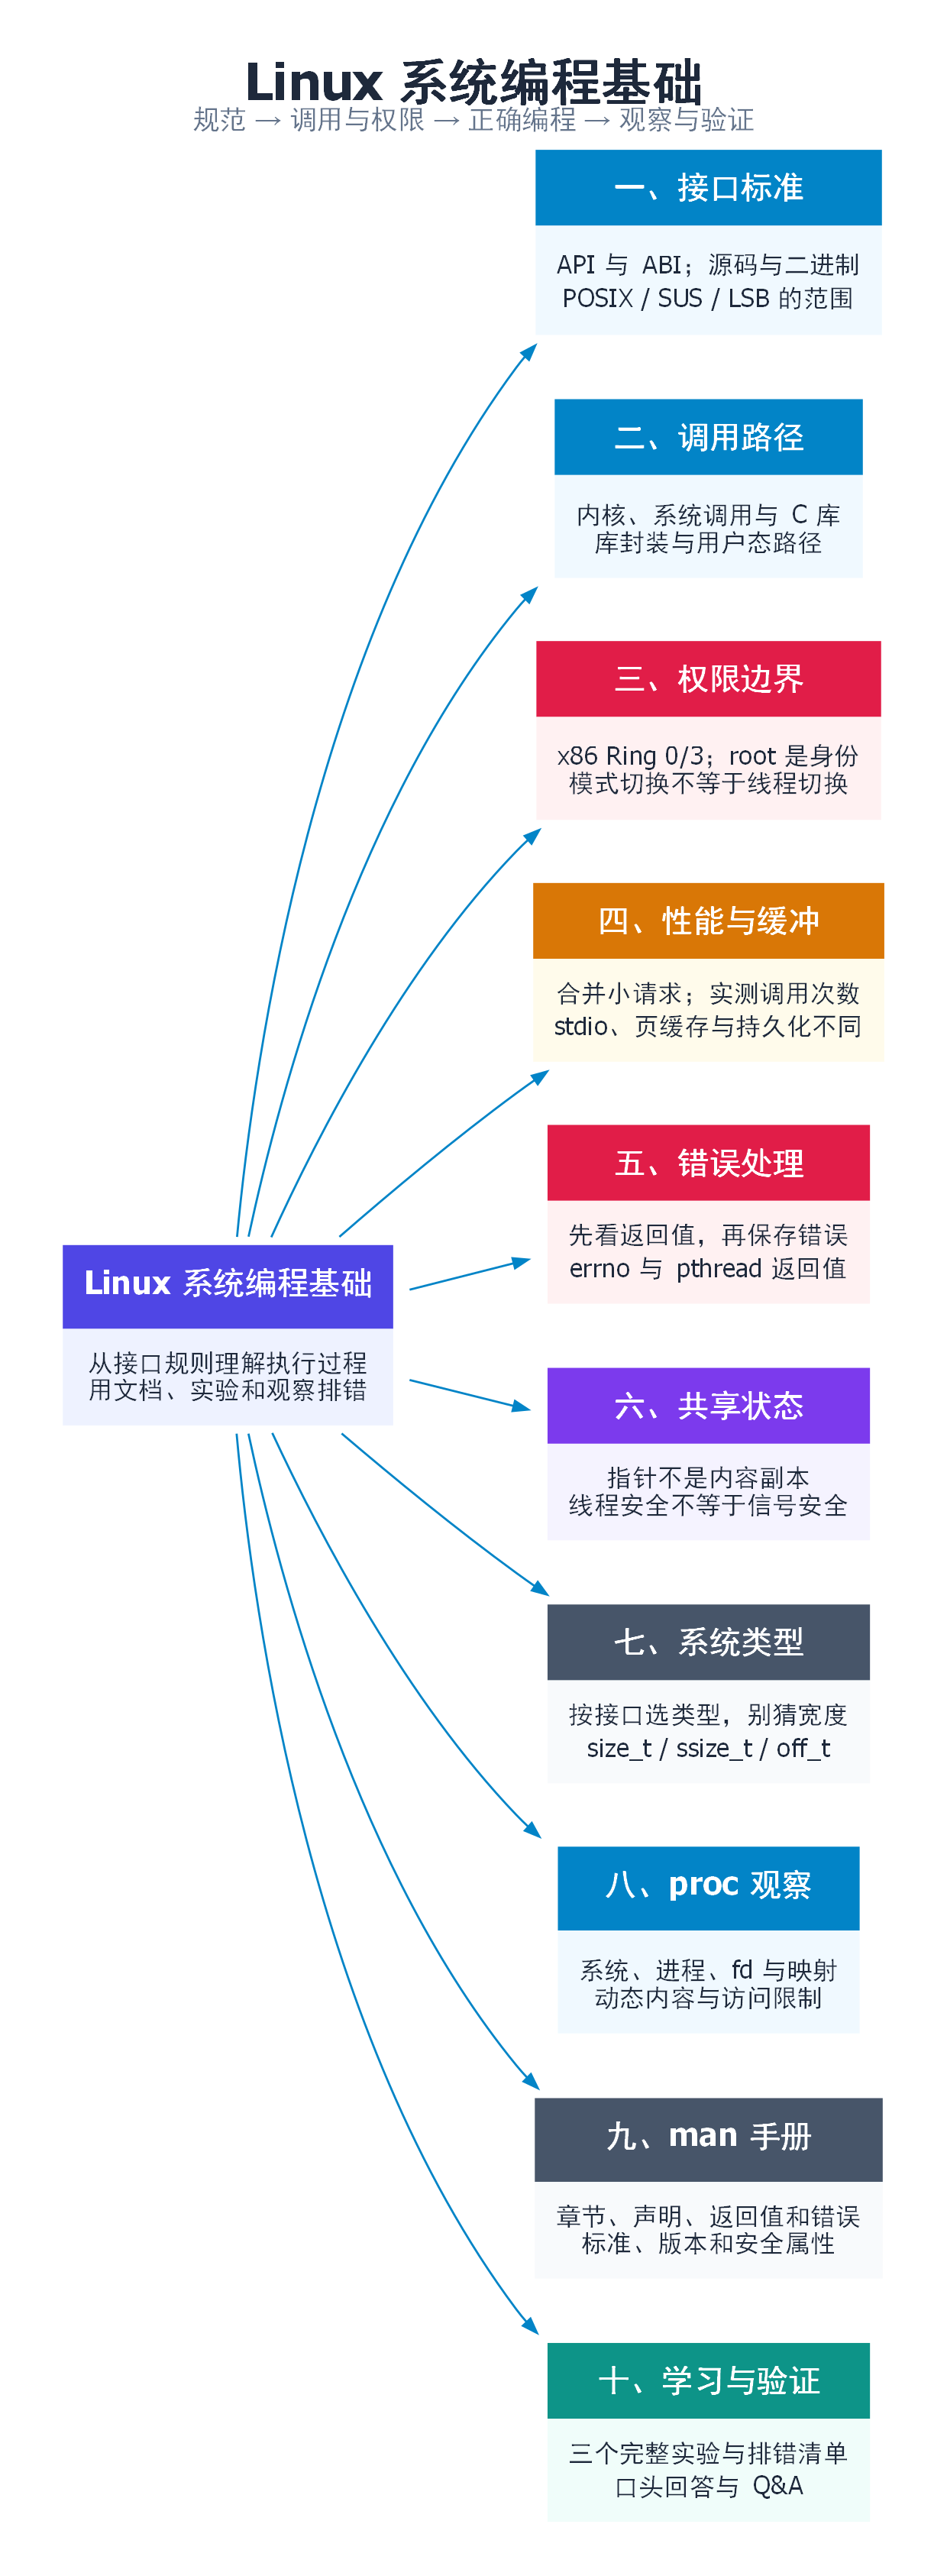 Linux 系统编程基础
规范 → 调用与权限 → 正确编程 → 观察与验证
一、接口标准
API 与 ABI；源码与二进制
POSIX / SUS / LSB 的范围
二、调用路径
内核、系统调用与 C 库
库封装与用户态路径
三、权限边界
x86 Ring 0/3；root 是身份
模式切换不等于线程切换
四、性能与缓冲
合并小请求；实测调用次数
stdio、页缓存与持久化不同
五、错误处理
先看返回值，再保存错误
errno 与 pthread 返回值
Linux 系统编程基础
从接口规则理解执行过程
用文档、实验和观察排错
六、共享状态
指针不是内容副本
线程安全不等于信号安全
七、系统类型
按接口选类型，别猜宽度
size_t / ssize_t / off_t
八、proc 观察
系统、进程、fd 与映射
动态内容与访问限制
九、man 手册
章节、声明、返回值和错误
标准、版本和安全属性
十、学习与验证
三个完整实验与排错清单
口头回答与 Q&A